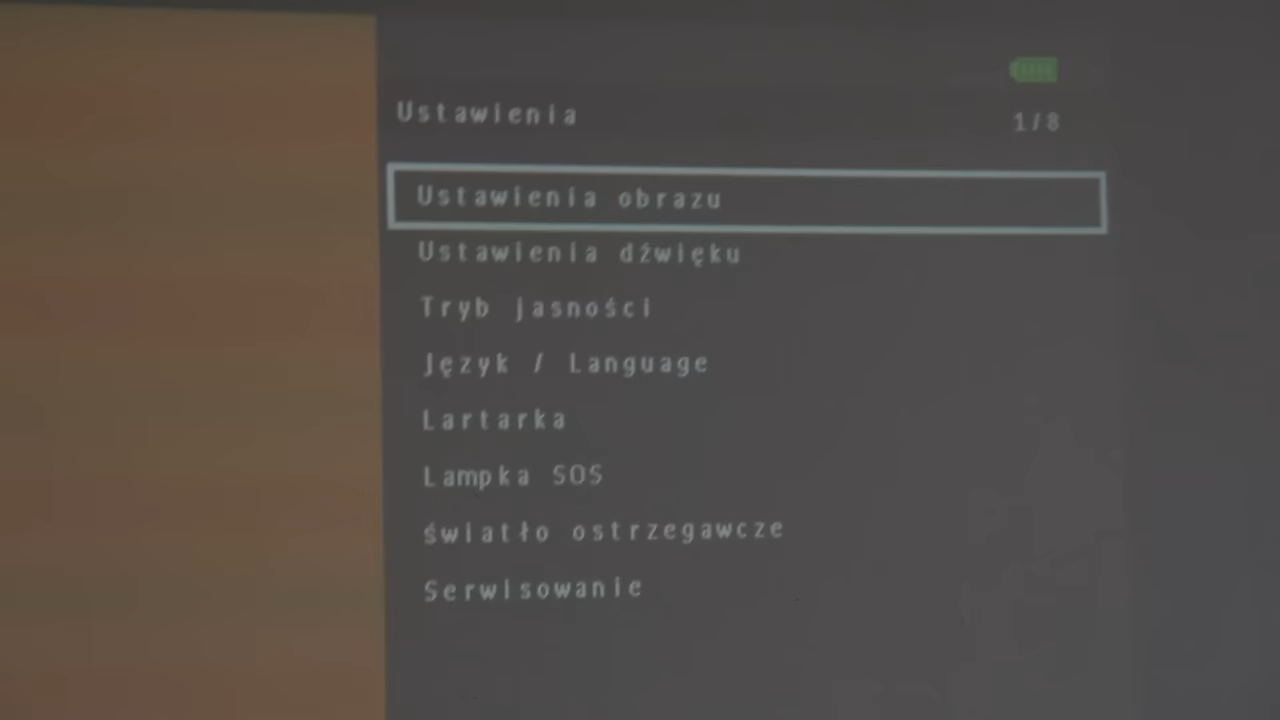 Ustawienia
1/8
Ustawienia obrazu
Ustawienia dźwięku
Tryb jasności
Język / Language
Lartarka
Lampka SOS
światło ostrzegawcze
Serwisowanie